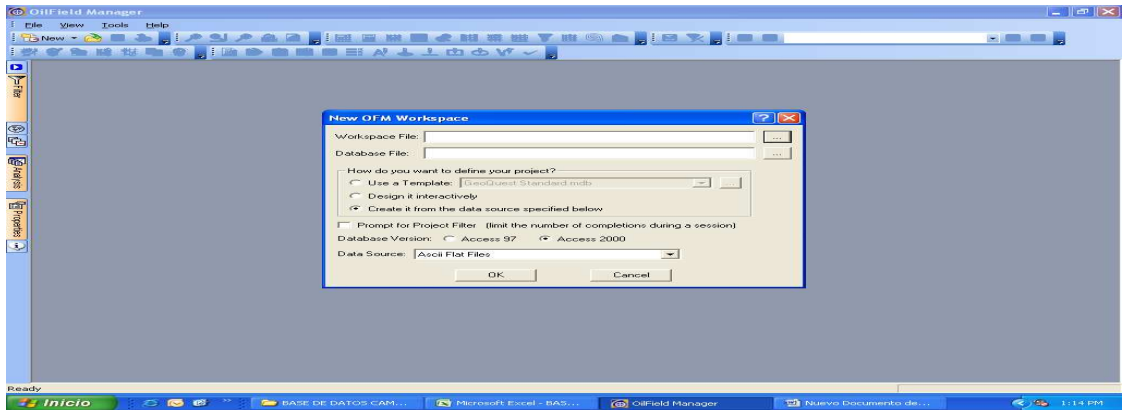 OilField Manager
File View Tools Help
New
Filter
Analysis
Properties
New OFM Workspace
Workspace File:
...
Database File:
...
How do you want to define your project?
Use a Template: GeoQuest Standard.mdb
...
Design it interactively
Create it from the data source specified below
Prompt for Project Filter (limit the number of completions during a session)
Database Version: Access 97 Access 2000
Data Source: Ascii Flat Files
OK Cancel
Ready
Inicio BASE DE DATOS CAM... Microsoft Excel - BAS... OilField Manager Nuevo Documento de... 1:14 PM